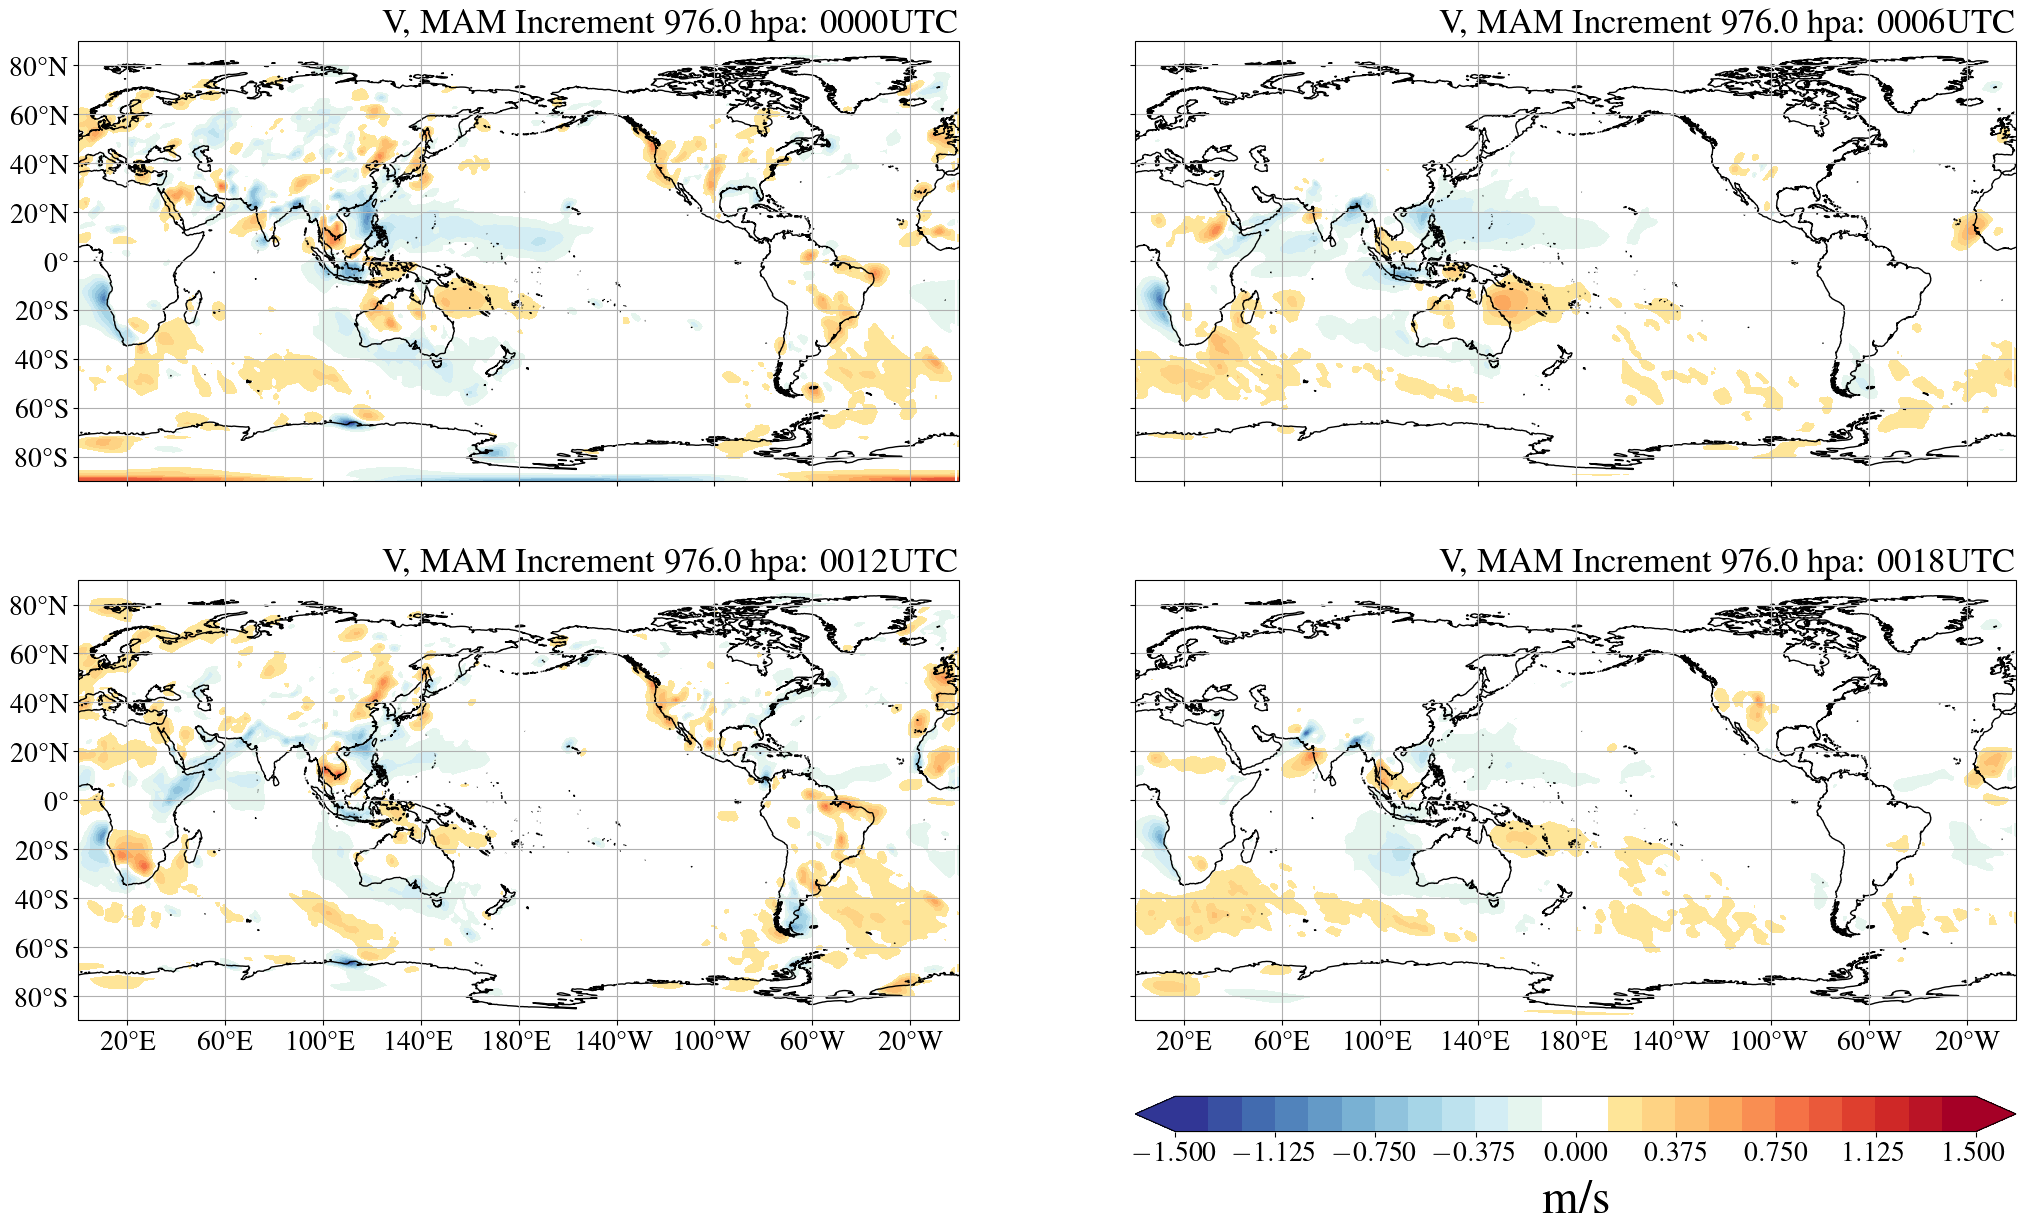 V, MAM Increment 976.0 hpa: 0000UTC
V, MAM Increment 976.0 hpa: 0006UTC
80°N
60°N
40°N
20°N
0°
20°S
40°S
60°S
80°S
V, MAM Increment 976.0 hpa: 0012UTC
V, MAM Increment 976.0 hpa: 0018UTC
80°N
60°N
40°N
20°N
0°
20°S
40°S
60°S
80°S
20°E 60°E 100°E 140°E 180°E 140°W 100°W 60°W 20°W
20°E 60°E 100°E 140°E 180°E 140°W 100°W 60°W 20°W
−1.500 −1.125 −0.750 −0.375 0.000 0.375 0.750 1.125 1.500
m/s